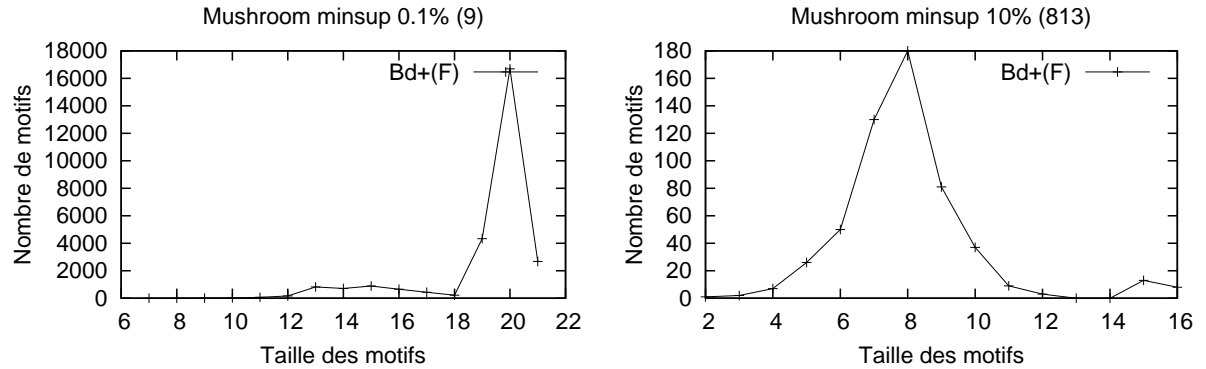 Mushroom minsup 0.1% (9)
Nombre de motifs
18000
16000
14000
12000
10000
8000
6000
4000
2000
0
Bd+(F)
6 8 10 12 14 16 18 20 22
Taille des motifs
Mushroom minsup 10% (813)
Nombre de motifs
180
160
140
120
100
80
60
40
20
0
Bd+(F)
2 4 6 8 10 12 14 16
Taille des motifs